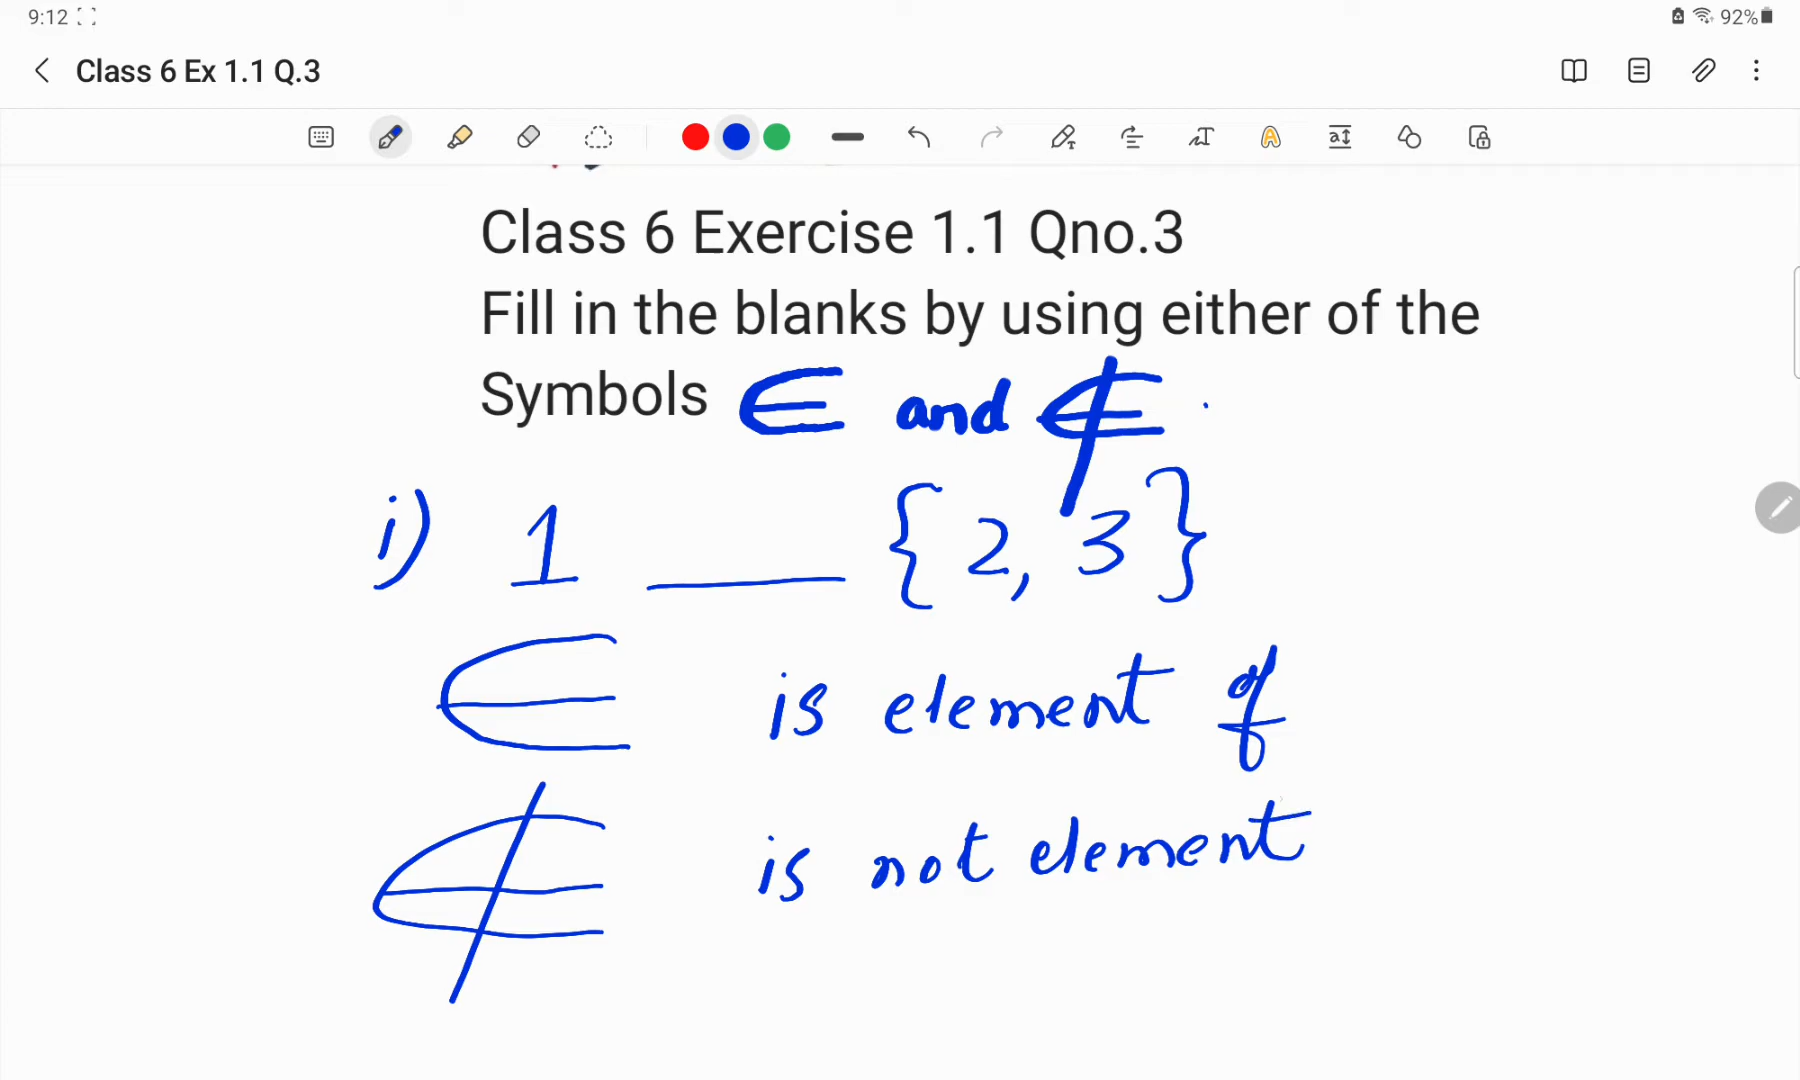 9:12 92%
Class 6 Ex 1.1 Q.3
Class 6 Exercise 1.1 Qno.3
Fill in the blanks by using either of the
Symbols ∈ and ∉ .
i) 1 ____ {2, 3}
∈ is element of
∉ is not element